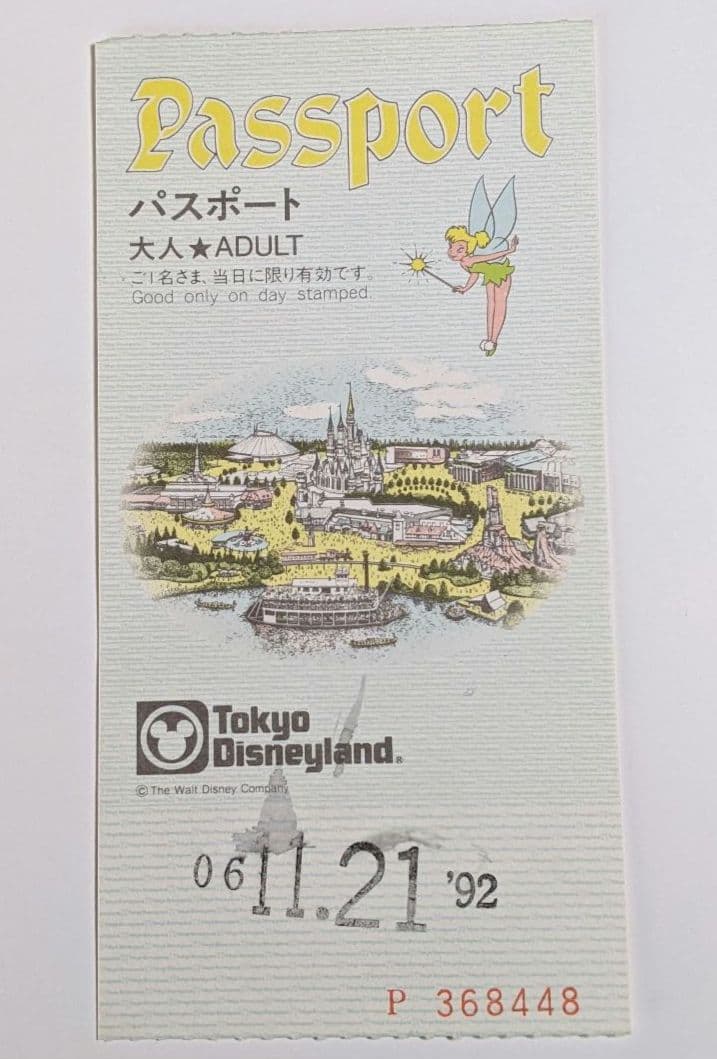 Passport
パスポート
大人★ADULT
ご1名さま、当日に限り有効です。
Good only on day stamped.
Tokyo
Disneyland®
©The Walt Disney Company
06 11.21 '92
P 368448